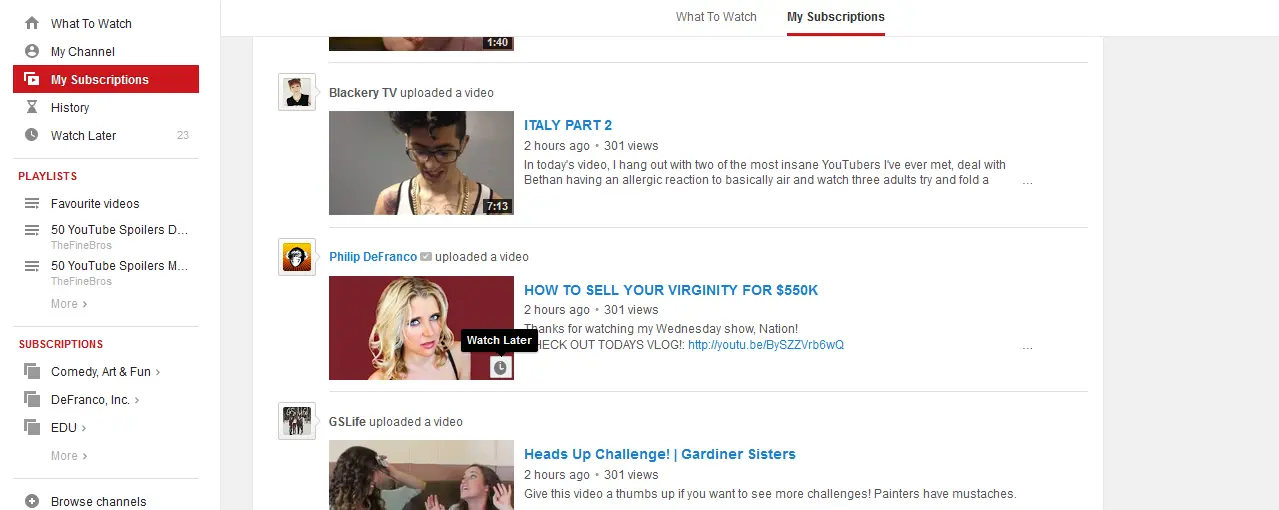 What To Watch
My Channel
My Subscriptions
History
Watch Later 23
PLAYLISTS
Favourite videos
50 YouTube Spoilers D...
TheFineBros
50 YouTube Spoilers M...
TheFineBros
More ›
SUBSCRIPTIONS
Comedy, Art & Fun ›
DeFranco, Inc. ›
EDU ›
More ›
Browse channels
What To Watch My Subscriptions
1:40
Blackery TV uploaded a video
ITALY PART 2
2 hours ago • 301 views
In today's video, I hang out with two of the most insane YouTubers I've ever met, deal with
Bethan having an allergic reaction to basically air and watch three adults try and fold a ...
7:13
Philip DeFranco uploaded a video
HOW TO SELL YOUR VIRGINITY FOR $550K
2 hours ago • 301 views
Thanks for watching my Wednesday show, Nation!
Watch Later
HECK OUT TODAYS VLOG!: http://youtu.be/BySZZVrb6wQ ...
GSLife uploaded a video
Heads Up Challenge! | Gardiner Sisters
2 hours ago • 301 views
Give this video a thumbs up if you want to see more challenges! Painters have mustaches.